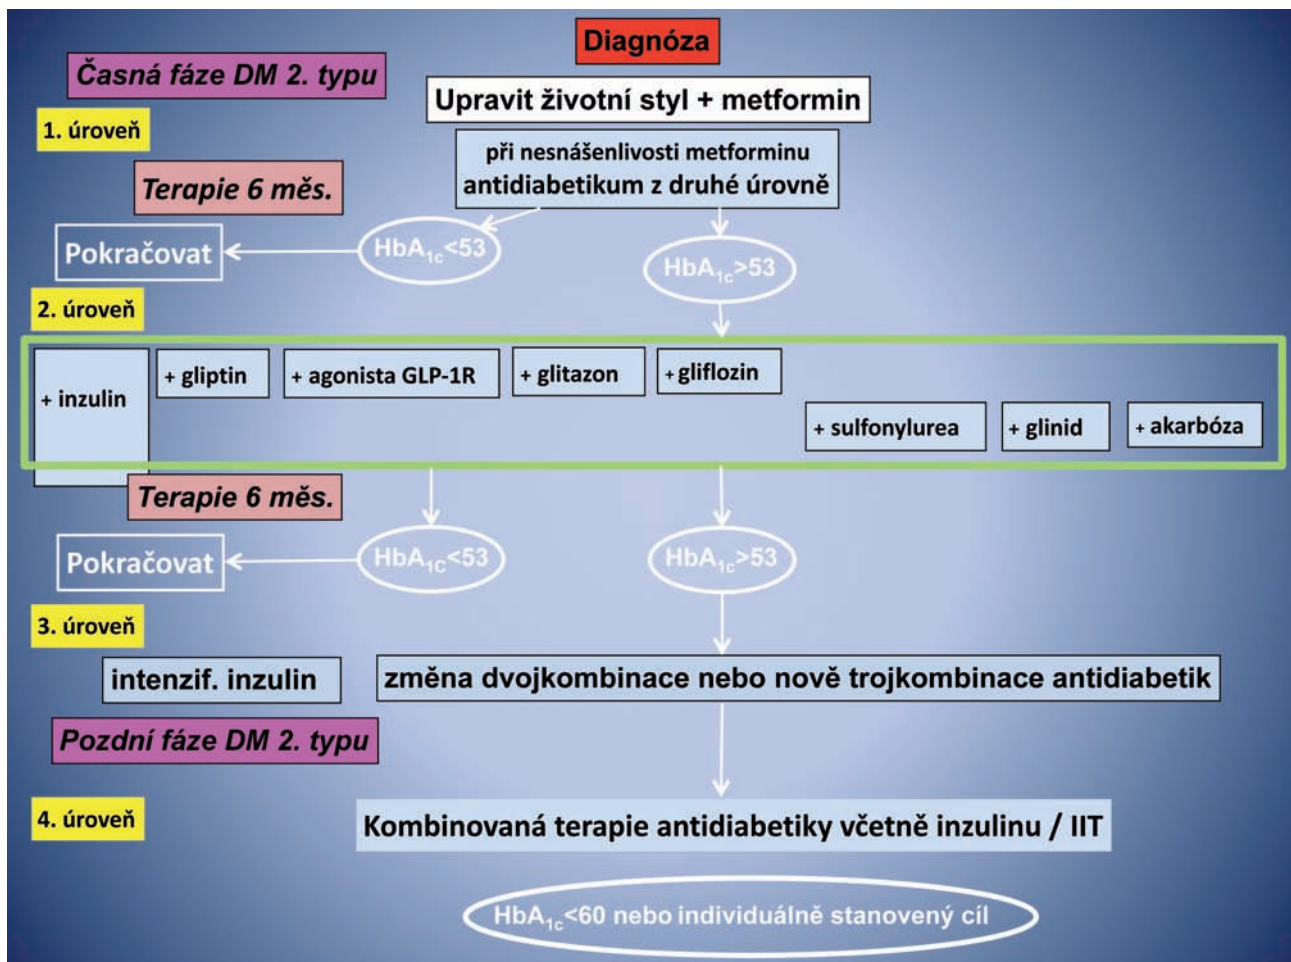 Diagnóza
Časná fáze DM 2. typu
Upravit životní styl + metformin
1. úroveň
při nesnášenlivosti metforminu
antidiabetikum z druhé úrovně
Terapie 6 měs.
Pokračovat
HbA1c<53
HbA1c>53
2. úroveň
+ inzulin
+ gliptin
+ agonista GLP-1R
+ glitazon
+ gliflozin
+ sulfonylurea
+ glinid
+ akarbóza
Terapie 6 měs.
Pokračovat
HbA1C<53
HbA1c>53
3. úroveň
intenzif. inzulin
změna dvojkombinace nebo nově trojkombinace antidiabetik
Pozdní fáze DM 2. typu
4. úroveň
Kombinovaná terapie antidiabetiky včetně inzulinu / IIT
HbA1c<60 nebo individuálně stanovený cíl